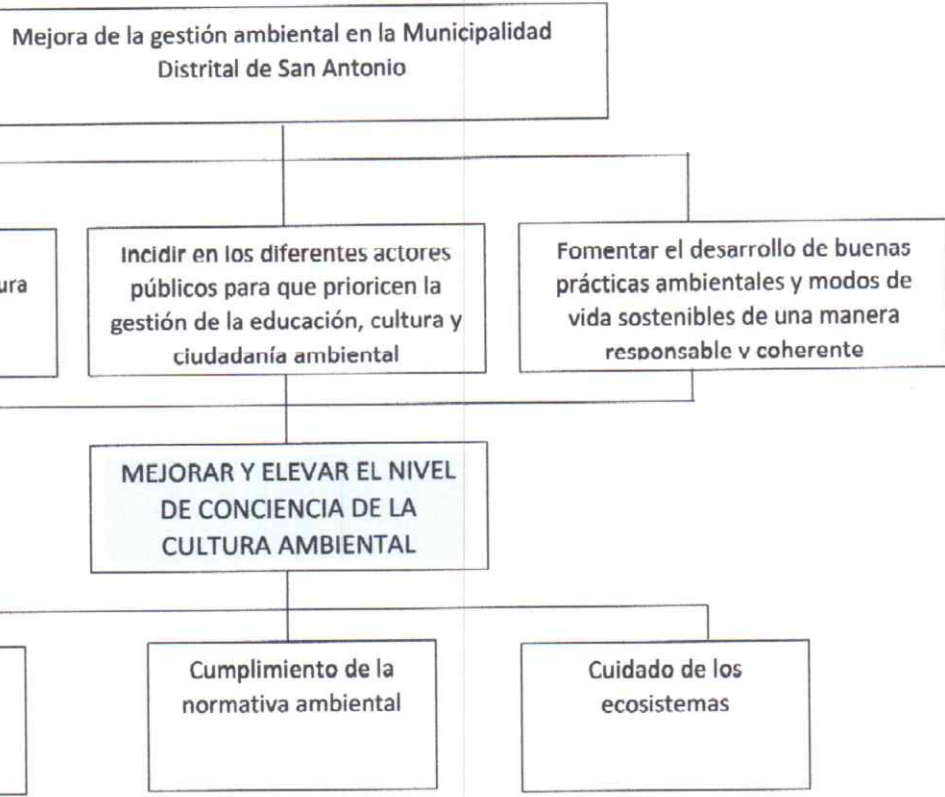 Mejora de la gestión ambiental en la Municipalidad
Distrital de San Antonio
Incidir en los diferentes actores
públicos para que prioricen la
gestión de la educación, cultura y
ciudadanía ambiental
Fomentar el desarrollo de buenas
prácticas ambientales y modos de
vida sostenibles de una manera
responsable y coherente
MEJORAR Y ELEVAR EL NIVEL
DE CONCIENCIA DE LA
CULTURA AMBIENTAL
Cumplimiento de la
normativa ambiental
Cuidado de los
ecosistemas